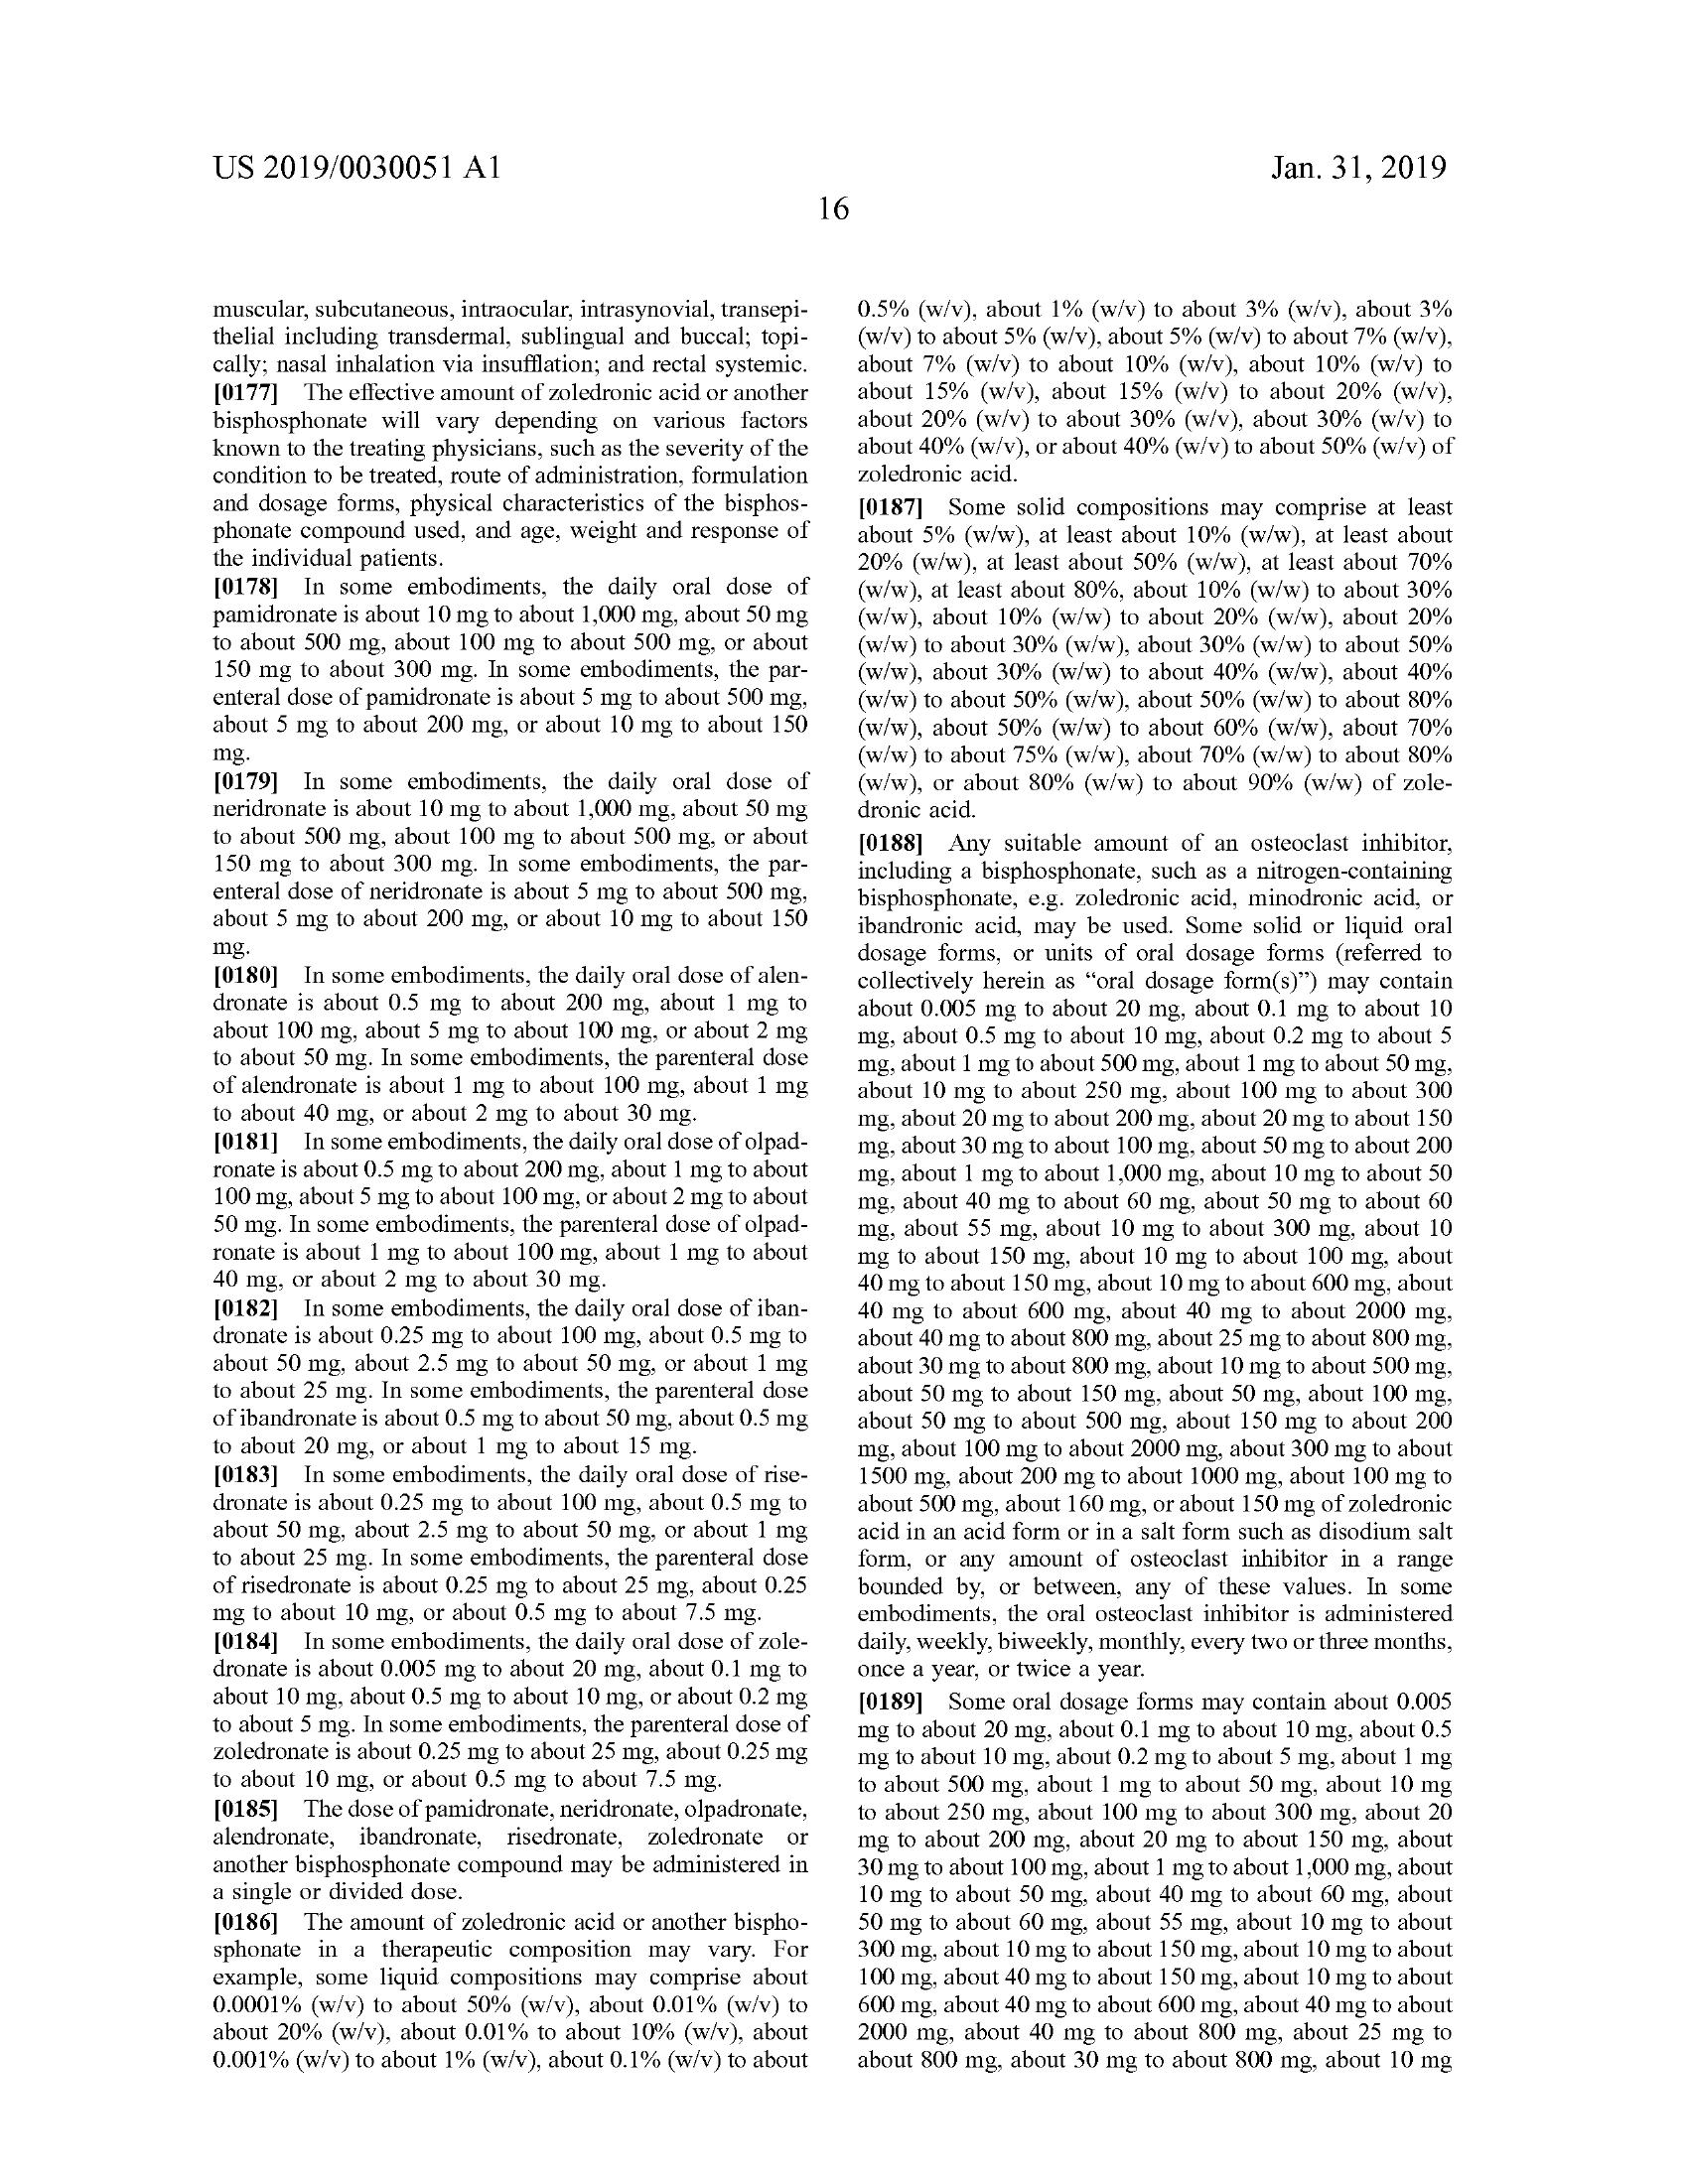 US 2019/0030051 A1
Jan. 31, 2019
16
muscular, subcutaneous, intraocular, intrasynovial, transepi-
thelial including transdermal, sublingual and buccal; topi-
cally; nasal inhalation via insufflation; and rectal systemic.
[0177] The effective amount of zoledronic acid or another
bisphosphonate will vary depending on various factors
known to the treating physicians, such as the severity of the
condition to be treated, route of administration, formulation
and dosage forms, physical characteristics of the bisphos-
phonate compound used, and age, weight and response of
the individual patients.
[0178] In some embodiments, the daily oral dose of
pamidronate is about 10 mg to about 1,000 mg, about 50 mg
to about 500 mg, about 100 mg to about 500 mg, or about
150 mg to about 300 mg. In some embodiments, the par-
enteral dose of pamidronate is about 5 mg to about 500 mg,
about 5 mg to about 200 mg, or about 10 mg to about 150
mg.
[0179] In some embodiments, the daily oral dose of
neridronate is about 10 mg to about 1,000 mg, about 50 mg
to about 500 mg, about 100 mg to about 500 mg, or about
150 mg to about 300 mg. In some embodiments, the par-
enteral dose of neridronate is about 5 mg to about 500 mg,
about 5 mg to about 200 mg, or about 10 mg to about 150
mg.
[0180] In some embodiments, the daily oral dose of alen-
dronate is about 0.5 mg to about 200 mg, about 1 mg to
about 100 mg, about 5 mg to about 100 mg, or about 2 mg
to about 50 mg. In some embodiments, the parenteral dose
of alendronate is about 1 mg to about 100 mg, about 1 mg
to about 40 mg, or about 2 mg to about 30 mg.
[0181] In some embodiments, the daily oral dose of olpad-
ronate is about 0.5 mg to about 200 mg, about 1 mg to about
100 mg, about 5 mg to about 100 mg, or about 2 mg to about
50 mg. In some embodiments, the parenteral dose of olpad-
ronate is about 1 mg to about 100 mg, about 1 mg to about
40 mg, or about 2 mg to about 30 mg.
[0182] In some embodiments, the daily oral dose of iban-
dronate is about 0.25 mg to about 100 mg, about 0.5 mg to
about 50 mg, about 2.5 mg to about 50 mg, or about 1 mg
to about 25 mg. In some embodiments, the parenteral dose
of ibandronate is about 0.5 mg to about 50 mg, about 0.5 mg
to about 20 mg, or about 1 mg to about 15 mg.
[0183] In some embodiments, the daily oral dose of rise-
dronate is about 0.25 mg to about 100 mg, about 0.5 mg to
about 50 mg, about 2.5 mg to about 50 mg, or about 1 mg
to about 25 mg. In some embodiments, the parenteral dose
of risedronate is about 0.25 mg to about 25 mg, about 0.25
mg to about 10 mg, or about 0.5 mg to about 7.5 mg.
[0184] In some embodiments, the daily oral dose of zole-
dronate is about 0.005 mg to about 20 mg, about 0.1 mg to
about 10 mg, about 0.5 mg to about 10 mg, or about 0.2 mg
to about 5 mg. In some embodiments, the parenteral dose of
zoledronate is about 0.25 mg to about 25 mg, about 0.25 mg
to about 10 mg, or about 0.5 mg to about 7.5 mg.
[0185] The dose of pamidronate, neridronate, olpadronate,
alendronate, ibandronate, risedronate, zoledronate or
another bisphosphonate compound may be administered in
a single or divided dose.
[0186] The amount of zoledronic acid or another bispho-
sphonate in a therapeutic composition may vary. For
example, some liquid compositions may comprise about
0.0001% (w/v) to about 50% (w/v), about 0.01% (w/v) to
about 20% (w/v), about 0.01% to about 10% (w/v), about
0.001% (w/v) to about 1% (w/v), about 0.1% (w/v) to about
0.5% (w/v), about 1% (w/v) to about 3% (w/v), about 3%
(w/v) to about 5% (w/v), about 5% (w/v) to about 7% (w/v),
about 7% (w/v) to about 10% (w/v), about 10% (w/v) to
about 15% (w/v), about 15% (w/v) to about 20% (w/v),
about 20% (w/v) to about 30% (w/v), about 30% (w/v) to
about 40% (w/v), or about 40% (w/v) to about 50% (w/v) of
zoledronic acid.
[0187] Some solid compositions may comprise at least
about 5% (w/w), at least about 10% (w/w), at least about
20% (w/w), at least about 50% (w/w), at least about 70%
(w/w), at least about 80%, about 10% (w/w) to about 30%
(w/w), about 10% (w/w) to about 20% (w/w), about 20%
(w/w) to about 30% (w/w), about 30% (w/w) to about 50%
(w/w), about 30% (w/w) to about 40% (w/w), about 40%
(w/w) to about 50% (w/w), about 50% (w/w) to about 80%
(w/w), about 50% (w/w) to about 60% (w/w), about 70%
(w/w) to about 75% (w/w), about 70% (w/w) to about 80%
(w/w), or about 80% (w/w) to about 90% (w/w) of zole-
dronic acid.
[0188] Any suitable amount of an osteoclast inhibitor,
including a bisphosphonate, such as a nitrogen-containing
bisphosphonate, e.g. zoledronic acid, minodronic acid, or
ibandronic acid, may be used. Some solid or liquid oral
dosage forms, or units of oral dosage forms (referred to
collectively herein as “oral dosage form(s)”) may contain
about 0.005 mg to about 20 mg, about 0.1 mg to about 10
mg, about 0.5 mg to about 10 mg, about 0.2 mg to about 5
mg, about 1 mg to about 500 mg, about 1 mg to about 50 mg,
about 10 mg to about 250 mg, about 100 mg to about 300
mg, about 20 mg to about 200 mg, about 20 mg to about 150
mg, about 30 mg to about 100 mg, about 50 mg to about 200
mg, about 1 mg to about 1,000 mg, about 10 mg to about 50
mg, about 40 mg to about 60 mg, about 50 mg to about 60
mg, about 55 mg, about 10 mg to about 300 mg, about 10
mg to about 150 mg, about 10 mg to about 100 mg, about
40 mg to about 150 mg, about 10 mg to about 600 mg, about
40 mg to about 600 mg, about 40 mg to about 2000 mg,
about 40 mg to about 800 mg, about 25 mg to about 800 mg,
about 30 mg to about 800 mg, about 10 mg to about 500 mg,
about 50 mg to about 150 mg, about 50 mg, about 100 mg,
about 50 mg to about 500 mg, about 150 mg to about 200
mg, about 100 mg to about 2000 mg, about 300 mg to about
1500 mg, about 200 mg to about 1000 mg, about 100 mg to
about 500 mg, about 160 mg, or about 150 mg of zoledronic
acid in an acid form or in a salt form such as disodium salt
form, or any amount of osteoclast inhibitor in a range
bounded by, or between, any of these values. In some
embodiments, the oral osteoclast inhibitor is administered
daily, weekly, biweekly, monthly, every two or three months,
once a year, or twice a year.
[0189] Some oral dosage forms may contain about 0.005
mg to about 20 mg, about 0.1 mg to about 10 mg, about 0.5
mg to about 10 mg, about 0.2 mg to about 5 mg, about 1 mg
to about 500 mg, about 1 mg to about 50 mg, about 10 mg
to about 250 mg, about 100 mg to about 300 mg, about 20
mg to about 200 mg, about 20 mg to about 150 mg, about
30 mg to about 100 mg, about 1 mg to about 1,000 mg, about
10 mg to about 50 mg, about 40 mg to about 60 mg, about
50 mg to about 60 mg, about 55 mg, about 10 mg to about
300 mg, about 10 mg to about 150 mg, about 10 mg to about
100 mg, about 40 mg to about 150 mg, about 10 mg to about
600 mg, about 40 mg to about 600 mg, about 40 mg to about
2000 mg, about 40 mg to about 800 mg, about 25 mg to
about 800 mg, about 30 mg to about 800 mg, about 10 mg